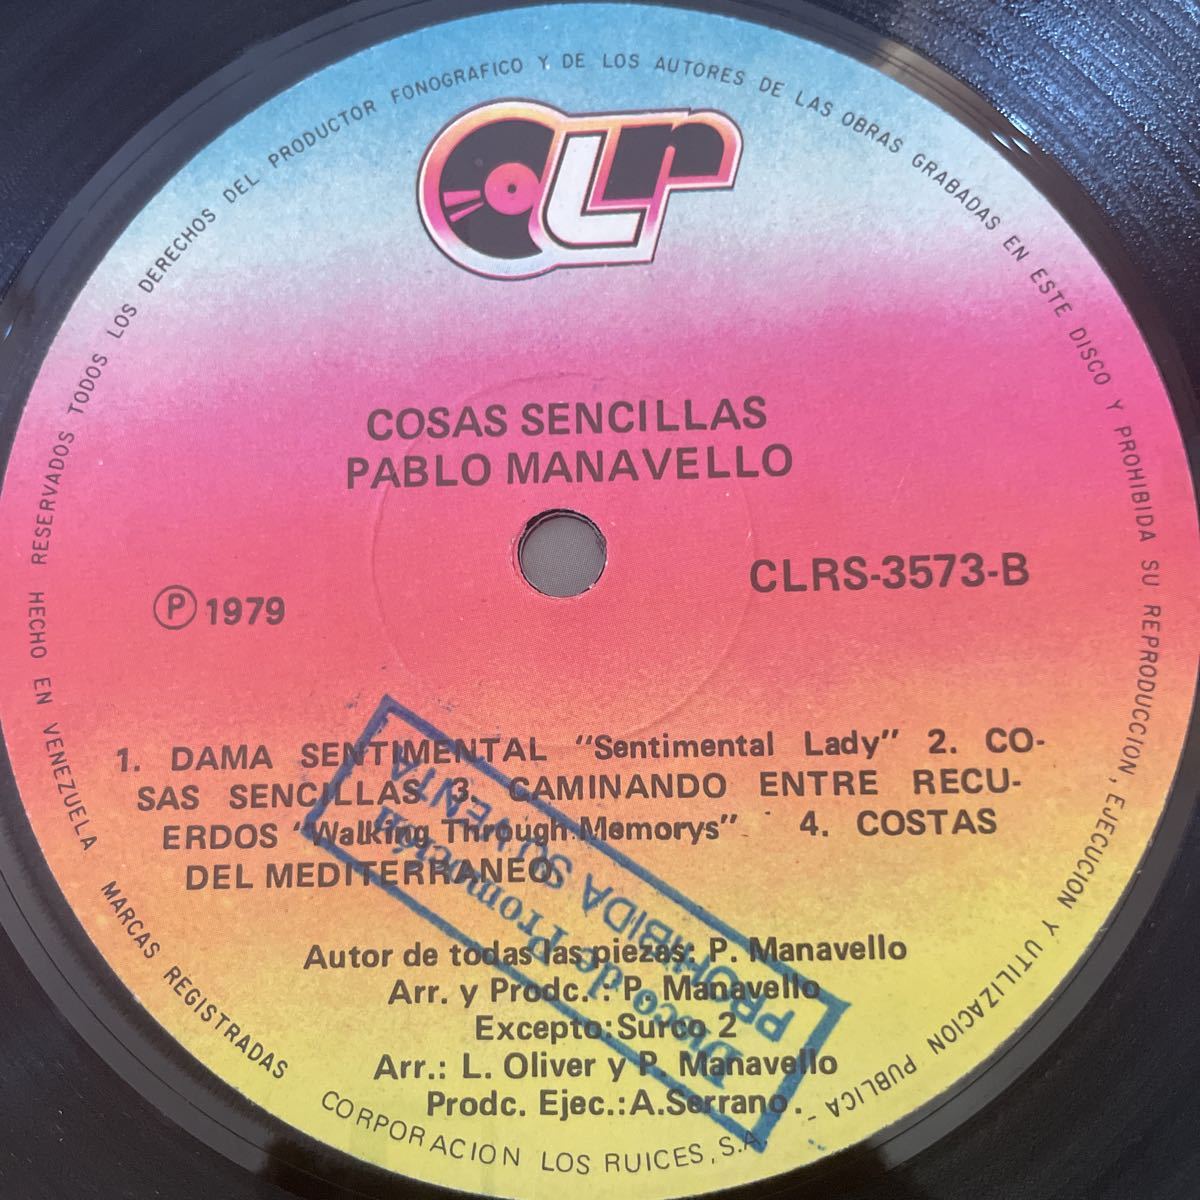 HECHO EN VENEZUELA RESERVADOS TODOS LOS DERECHOS DEL PRODUCTOR FONOGRAFICO Y DE LOS AUTORES DE LAS OBRAS GRABADAS EN ESTE DISCO Y PROHIBIDA SU REPRODUCCION, EJECUCION Y UTILIZACION PUBLICA -
CLR
COSAS SENCILLAS
PABLO MANAVELLO
CLRS-3573-B
Ⓟ 1979
1. DAMA SENTIMENTAL "Sentimental Lady" 2. CO-
SAS SENCILLAS 3. CAMINANDO ENTRE RECU-
ERDOS "Walking Through Memorys" 4. COSTAS
DEL MEDITERRANEO.
Autor de todas las piezas: P. Manavello
Arr. y Prodc. : P. Manavello
Excepto: Surco 2
Arr.: L. Oliver y P. Manavello
Prodc. Ejec.: A. Serrano.
Disco de Promoción
PROHIBIDA SU VENTA
MARCAS REGISTRADAS
CORPORACION LOS RUICES, S.A.